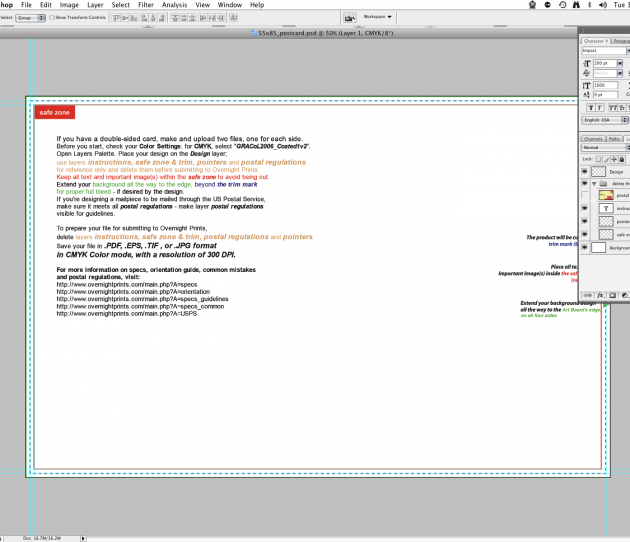 hop File Edit Image Layer Select Filter Analysis View Window Help Tue 3
Select: Group Show Transform Controls Workspace
55x85_postcard.psd @ 50% (Layer 1, CMYK/8*)
safe zone
If you have a double-sided card, make and upload two files, one for each side.
Before you start, check your Color Settings: for CMYK, select "GRACoL2006_Coated1v2".
Open Layers Palette. Place your design on the Design layer;
use layers instructions, safe zone & trim, pointers and postal regulations
for reference only and delete them before submitting to Overnight Prints.
Keep all text and important image(s) within the safe zone to avoid being cut.
Extend your background all the way to the edge, beyond the trim mark
for proper full bleed - if desired by the design.
If you're designing a mailpiece to be mailed through the US Postal Service,
make sure it meets all postal regulations - make layer postal regulations
visible for guidelines.
To prepare your file for submitting to Overnight Prints,
delete layers instructions, safe zone & trim, postal regulations and pointers
Save your file in .PDF, .EPS, .TIF , or .JPG format
in CMYK Color mode, with a resolution of 300 DPI.
For more information on specs, orientation guide, common mistakes
and postal regulations, visit:
http://www.overnightprints.com/main.php?A=specs
http://www.overnightprints.com/main.php?A=orientation
http://www.overnightprints.com/main.php?A=specs_guidelines
http://www.overnightprints.com/main.php?A=specs_common
http://www.overnightprints.com/main.php?A=USPS
The product will be cu
trim mark (b
Place all te
important image(s) inside the safe
(re
Extend your background design
all the way to the Art Board's edge
on all four sides
Character × Paragra
Impact
200 pt
Metrics
100%
0 pt
T T TT Tr
English: USA
Channels Paths
Normal
Lock:
Design
delete th
postal
T instruc
pointe
safe zo
Backgroun
fx.
Doc: 16.7M/36.2M